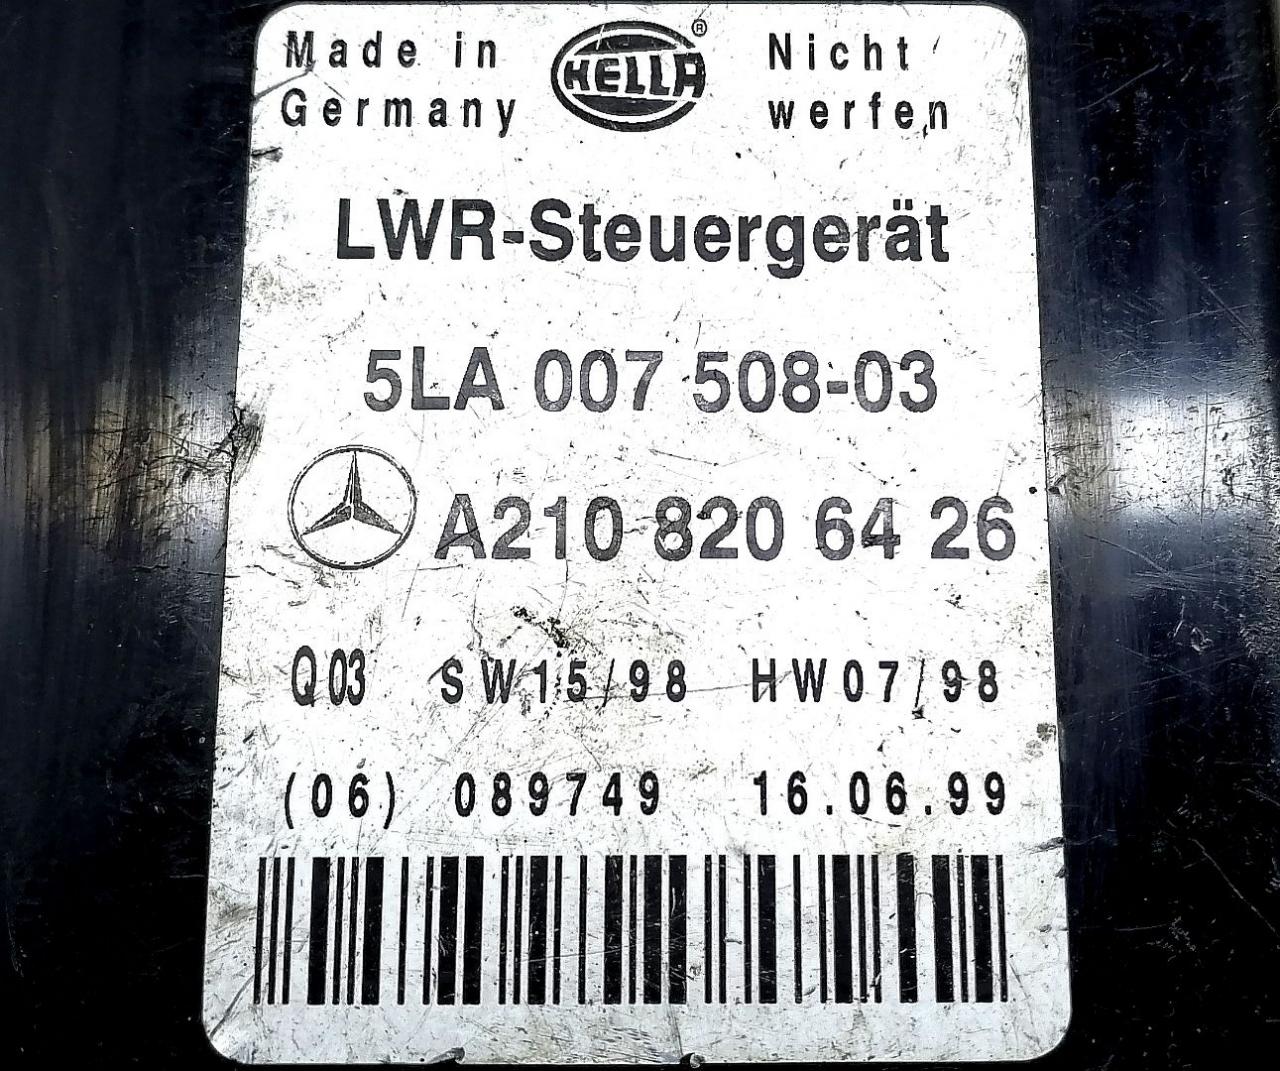 Made in
Germany
HELLA
®
Nicht
werfen
LWR-Steuergerät
5LA 007 508-03
A210 820 64 26
Q03 SW15/98 HW07/98
(06) 089749 16.06.99